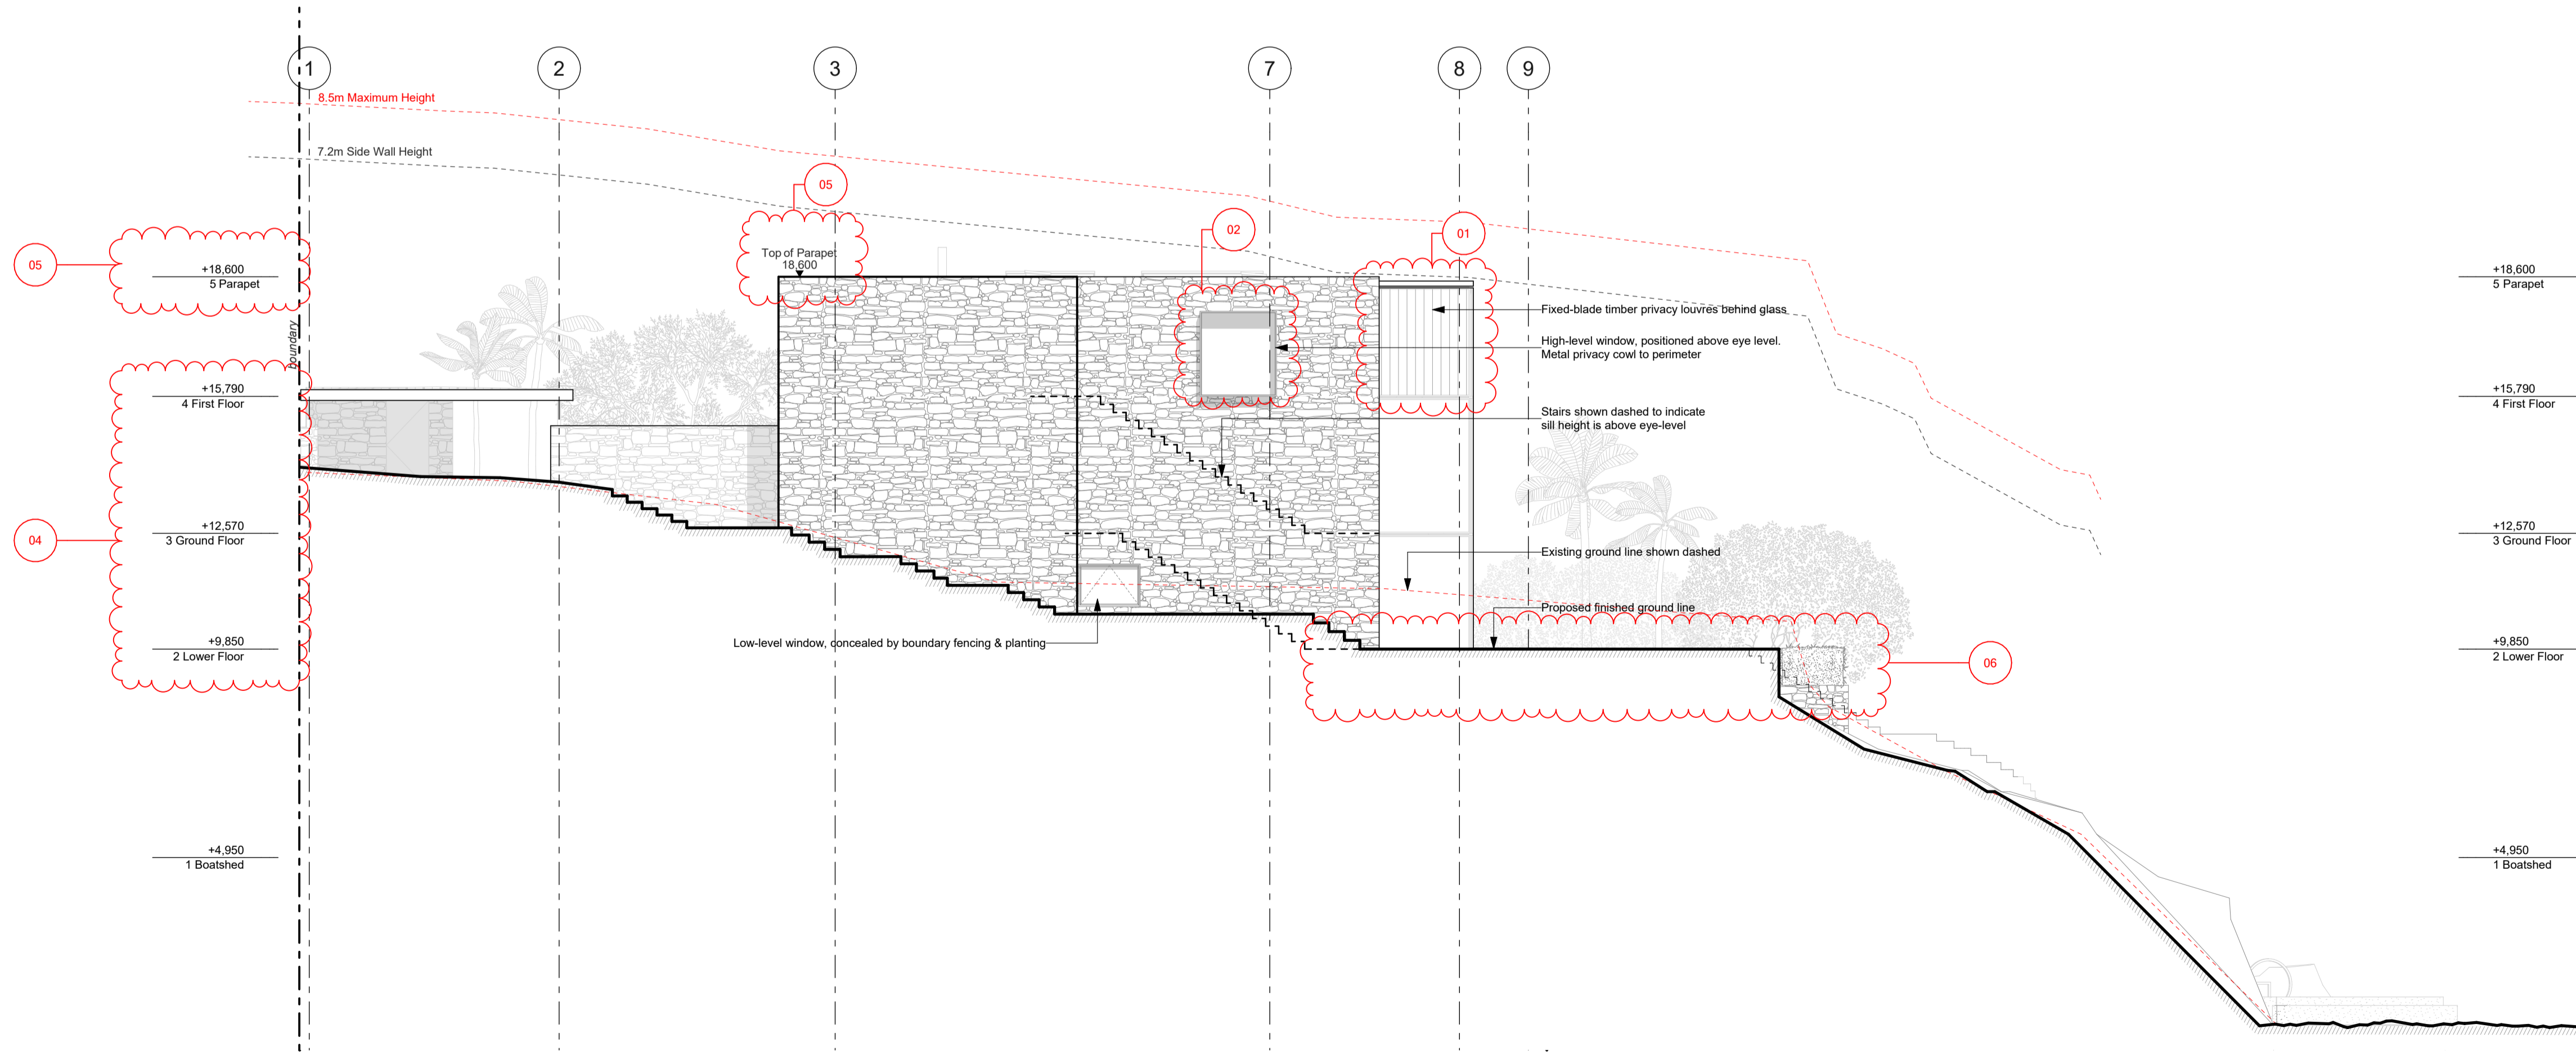 1
2
3
7
8
9
8.5m Maximum Height
7.2m Side Wall Height
05
02
01
05
Top of Parapet
18,600
+18,600
5 Parapet
+18,600
5 Parapet
boundary
Fixed-blade timber privacy louvres behind glass
High-level window, positioned above eye level.
Metal privacy cowl to perimeter
+15,790
4 First Floor
+15,790
4 First Floor
Stairs shown dashed to indicate
sill height is above eye-level
04
+12,570
3 Ground Floor
+12,570
3 Ground Floor
Existing ground line shown dashed
Proposed finished ground line
Low-level window, concealed by boundary fencing & planting
+9,850
2 Lower Floor
+9,850
2 Lower Floor
06
+4,950
1 Boatshed
+4,950
1 Boatshed